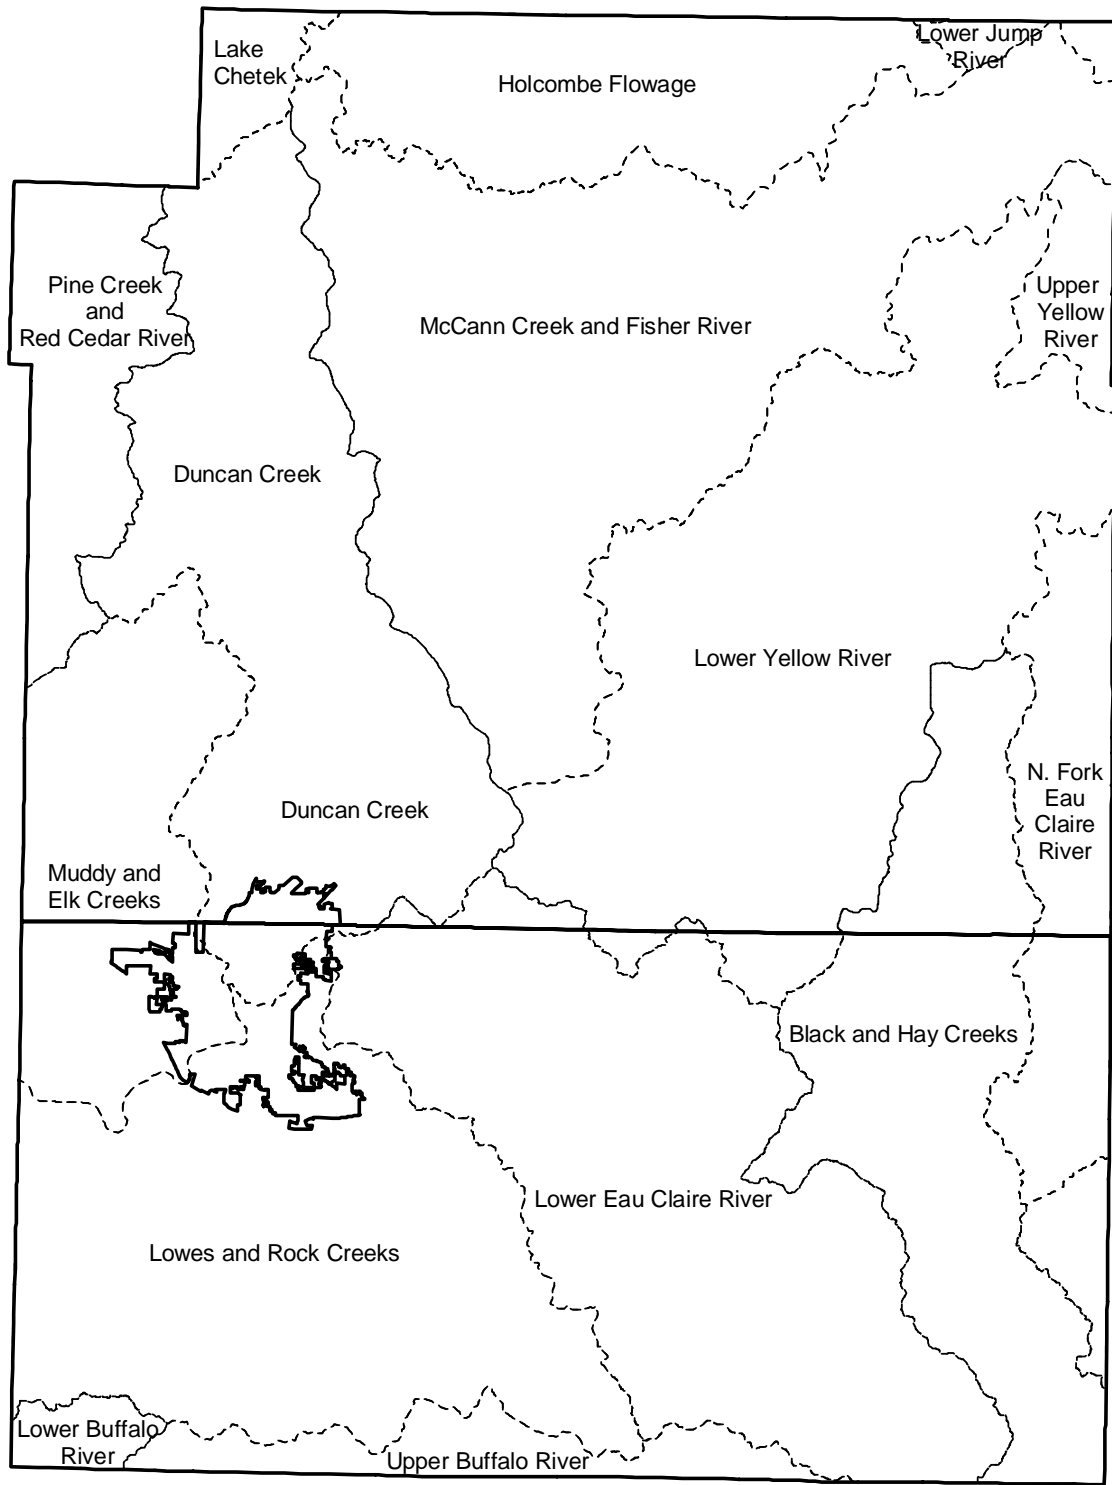 Lake
Chetek
Lower Jump
River
Holcombe Flowage
Pine Creek
and
Red Cedar River
McCann Creek and Fisher River
Upper
Yellow
River
Duncan Creek
Lower Yellow River
N. Fork
Eau
Claire
River
Duncan Creek
Muddy and
Elk Creeks
Black and Hay Creeks
Lower Eau Claire River
Lowes and Rock Creeks
Lower Buffalo
River
Upper Buffalo River